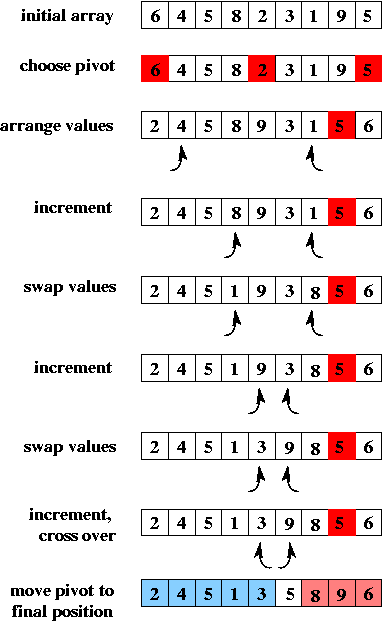 initial array 6 4 5 8 2 3 1 9 5
choose pivot 6 4 5 8 2 3 1 9 5
arrange values 2 4 5 8 9 3 1 5 6
increment 2 4 5 8 9 3 1 5 6
swap values 2 4 5 1 9 3 8 5 6
increment 2 4 5 1 9 3 8 5 6
swap values 2 4 5 1 3 9 8 5 6
increment,
cross over 2 4 5 1 3 9 8 5 6
move pivot to
final position 2 4 5 1 3 5 8 9 6